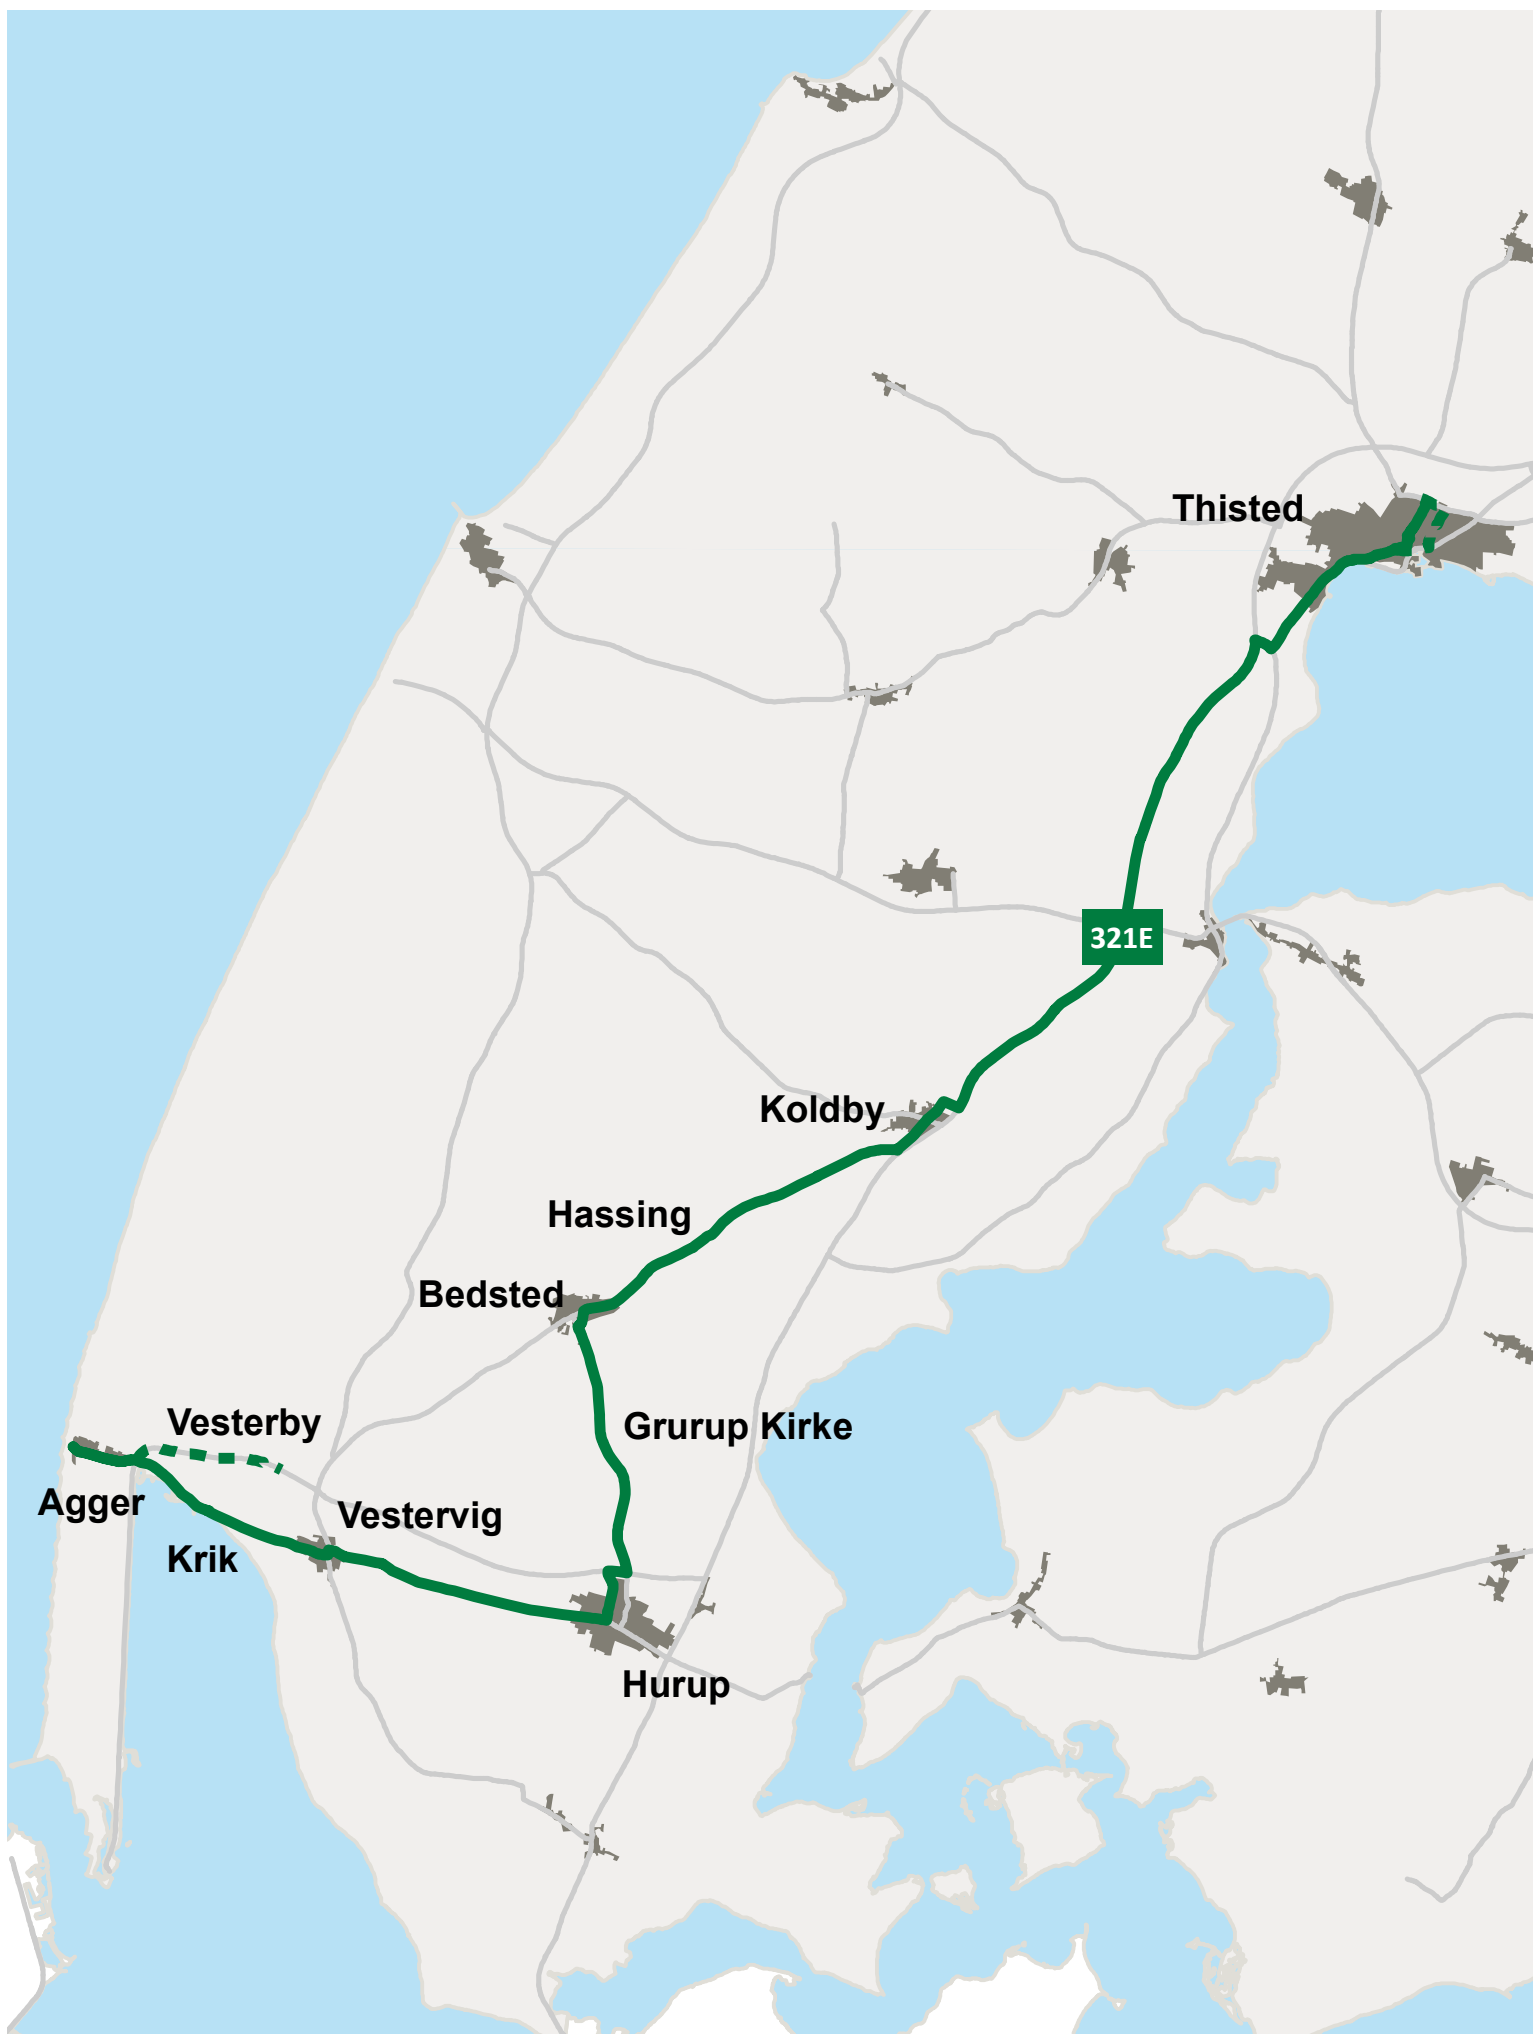 Thisted
321E
Koldby
Hassing
Bedsted
Vesterby
Grurup Kirke
Agger
Vestervig
Krik
Hurup